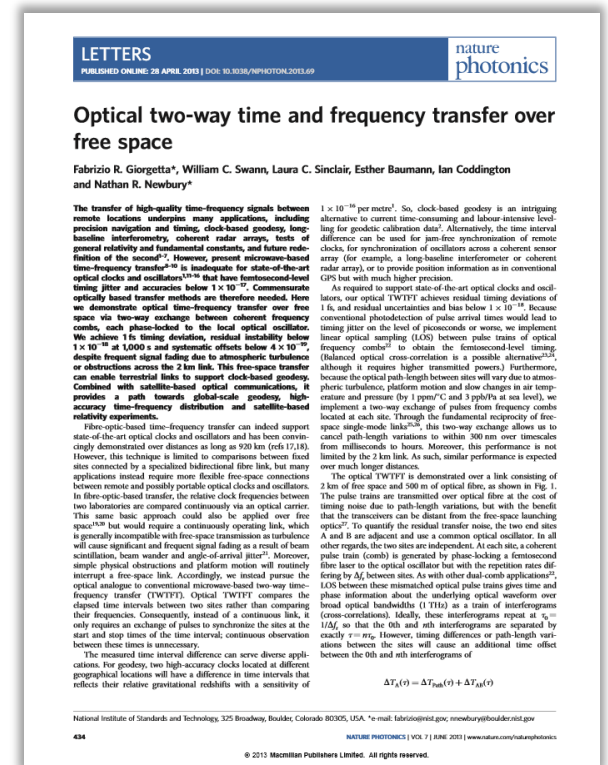 LETTERS
PUBLISHED ONLINE: 28 APRIL 2013 | DOI: 10.1038/NPHOTON.2013.69
nature
photonics
Optical two-way time and frequency transfer over
free space
Fabrizio R. Giorgetta*, William C. Swann, Laura C. Sinclair, Esther Baumann, Ian Coddington
and Nathan R. Newbury*
The transfer of high-quality time–frequency signals between
remote locations underpins many applications, including
precision navigation and timing, clock-based geodesy, long-
baseline interferometry, coherent radar arrays, tests of
general relativity and fundamental constants, and future rede-
finition of the second1–7. However, present microwave-based
time–frequency transfer8–10 is inadequate for state-of-the-art
optical clocks and oscillators1,11–16 that have femtosecond-level
timing jitter and accuracies below 1 × 10−17. Commensurate
optically based transfer methods are therefore needed. Here
we demonstrate optical time–frequency transfer over free
space via two-way exchange between coherent frequency
combs, each phase-locked to the local optical oscillator.
We achieve 1 fs timing deviation, residual instability below
1 × 10−18 at 1,000 s and systematic offsets below 4 × 10−19,
despite frequent signal fading due to atmospheric turbulence
or obstructions across the 2 km link. This free-space transfer
can enable terrestrial links to support clock-based geodesy.
Combined with satellite-based optical communications, it
provides a path towards global-scale geodesy, high-
accuracy time–frequency distribution and satellite-based
relativity experiments.
Fibre-optic-based time–frequency transfer can indeed support
state-of-the-art optical clocks and oscillators and has been convin-
cingly demonstrated over distances as long as 920 km (refs 17,18).
However, this technique is limited to comparisons between fixed
sites connected by a specialized bidirectional fibre link, but many
applications instead require more flexible free-space connections
between remote and possibly portable optical clocks and oscillators.
In fibre-optic-based transfer, the relative clock frequencies between
two laboratories are compared continuously via an optical carrier.
This same basic approach could also be applied over free
space19,20 but would require a continuously operating link, which
is generally incompatible with free-space transmission as turbulence
will cause significant and frequent signal fading as a result of beam
scintillation, beam wander and angle-of-arrival jitter21. Moreover,
simple physical obstructions and platform motion will routinely
interrupt a free-space link. Accordingly, we instead pursue the
optical analogue to conventional microwave-based two-way time–
frequency transfer (TWTFT). Optical TWTFT compares the
elapsed time intervals between two sites rather than comparing
their frequencies. Consequently, instead of a continuous link, it
only requires an exchange of pulses to synchronize the sites at the
start and stop times of the time interval; continuous observation
between these times is unnecessary.
The measured time interval difference can serve diverse appli-
cations. For geodesy, two high-accuracy clocks located at different
geographical locations will have a difference in time intervals that
reflects their relative gravitational redshifts with a sensitivity of
1 × 10−16 per metre1. So, clock-based geodesy is an intriguing
alternative to current time-consuming and labour-intensive level-
ling for geodetic calibration data2. Alternatively, the time interval
difference can be used for jam-free synchronization of remote
clocks, for synchronization of oscillators across a coherent sensor
array (for example, a long-baseline interferometer or coherent
radar array), or to provide position information as in conventional
GPS but with much higher precision.
As required to support state-of-the-art optical clocks and oscil-
lators, our optical TWTFT achieves residual timing deviations of
1 fs, and residual uncertainties and bias below 1 × 10−18. Because
conventional photodetection of pulse arrival times would lead to
timing jitter on the level of picoseconds or worse, we implement
linear optical sampling (LOS) between pulse trains of optical
frequency combs22 to obtain the femtosecond-level timing.
(Balanced optical cross-correlation is a possible alternative23,24,
although it requires higher transmitted powers.) Furthermore,
because the optical path-length between sites will vary due to atmos-
pheric turbulence, platform motion and slow changes in air temp-
erature and pressure (by 1 ppm/°C and 3 ppb/Pa at sea level), we
implement a two-way exchange of pulses from frequency combs
located at each site. Through the fundamental reciprocity of free-
space single-mode links25,26, this two-way exchange allows us to
cancel path-length variations to within 300 nm over timescales
from milliseconds to hours. Moreover, this performance is not
limited by the 2 km link. As such, similar performance is expected
over much longer distances.
The optical TWTFT is demonstrated over a link consisting of
2 km of free space and 500 m of optical fibre, as shown in Fig. 1.
The pulse trains are transmitted over optical fibre at the cost of
timing noise due to path-length variations, but with the benefit
that the transceivers can be distant from the free-space launching
optics27. To quantify the residual transfer noise, the two end sites
A and B are adjacent and use a common optical oscillator. In all
other regards, the two sites are independent. At each site, a coherent
pulse train (comb) is generated by phase-locking a femtosecond
fibre laser to the optical oscillator but with the repetition rates dif-
fering by Δfr between sites. As with other dual-comb applications22,
LOS between these mismatched optical pulse trains gives time and
phase information about the underlying optical waveform over
broad optical bandwidths (1 THz) as a train of interferograms
(cross-correlations). Ideally, these interferograms repeat at τ0 =
1/Δfr so that the 0th and nth interferograms are separated by
exactly τ = nτ0. However, timing differences or path-length vari-
ations between the sites will cause an additional time offset
between the 0th and nth interferograms of
ΔTA(τ) = ΔTPath(τ) + ΔTAB(τ)
National Institute of Standards and Technology, 325 Broadway, Boulder, Colorado 80305, USA. *e-mail: fabrizio@nist.gov; nnewbury@boulder.nist.gov
434
NATURE PHOTONICS | VOL 7 | JUNE 2013 | www.nature.com/naturephotonics
© 2013 Macmillan Publishers Limited. All rights reserved.